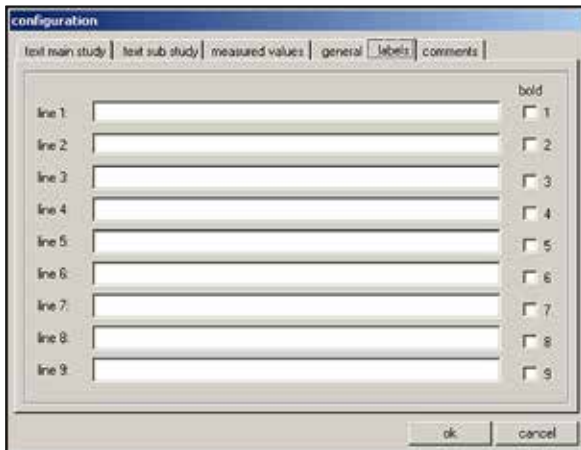 configuration
text main study text sub study measured values general labels comments
bold
line 1: 1
line 2: 2
line 3: 3
line 4: 4
line 5: 5
line 6: 6
line 7: 7
line 8: 8
line 9: 9
ok cancel